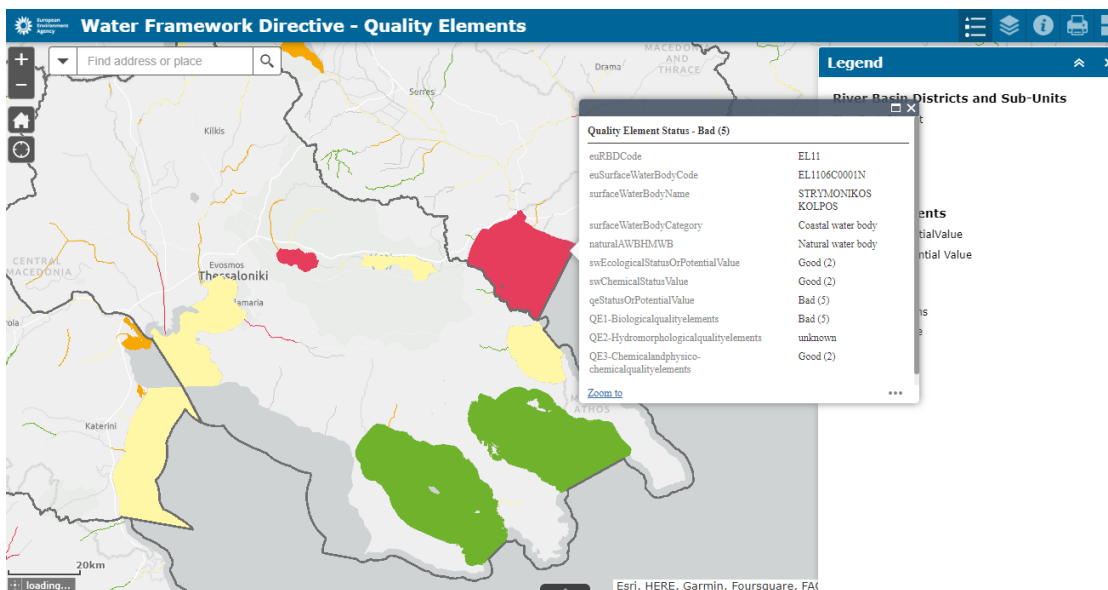 European
Environment
Agency
Water Framework Directive - Quality Elements
Find address or place
Legend
River Basin Districts and Sub-Units
Quality Element Status - Bad (5)
euRBDCode EL11
euSurfaceWaterBodyCode EL1106C0001N
surfaceWaterBodyName STRYMONIKOS
KOLPOS
surfaceWaterBodyCategory Coastal water body
naturalAWBHMWB Natural water body
swEcologicalStatusOrPotentialValue Good (2)
swChemicalStatusValue Good (2)
qeStatusOrPotentialValue Bad (5)
QE1-Biologicalqualityelements Bad (5)
QE2-Hydromorphologicalqualityelements unknown
QE3-Chemicalandphysico-
chemicalqualityelements Good (2)
Zoom to
ents
tialValue
ntial Value
ns
e
MACEDON
AND
THRACE
Drama
Serres
Kilkis
CENTRAL
MACEDONIA
Evosmos
Thessaloniki
amaria
ola
Katerini
ATHOS
20km
loading...
Esri, HERE, Garmin, Foursquare, FAO